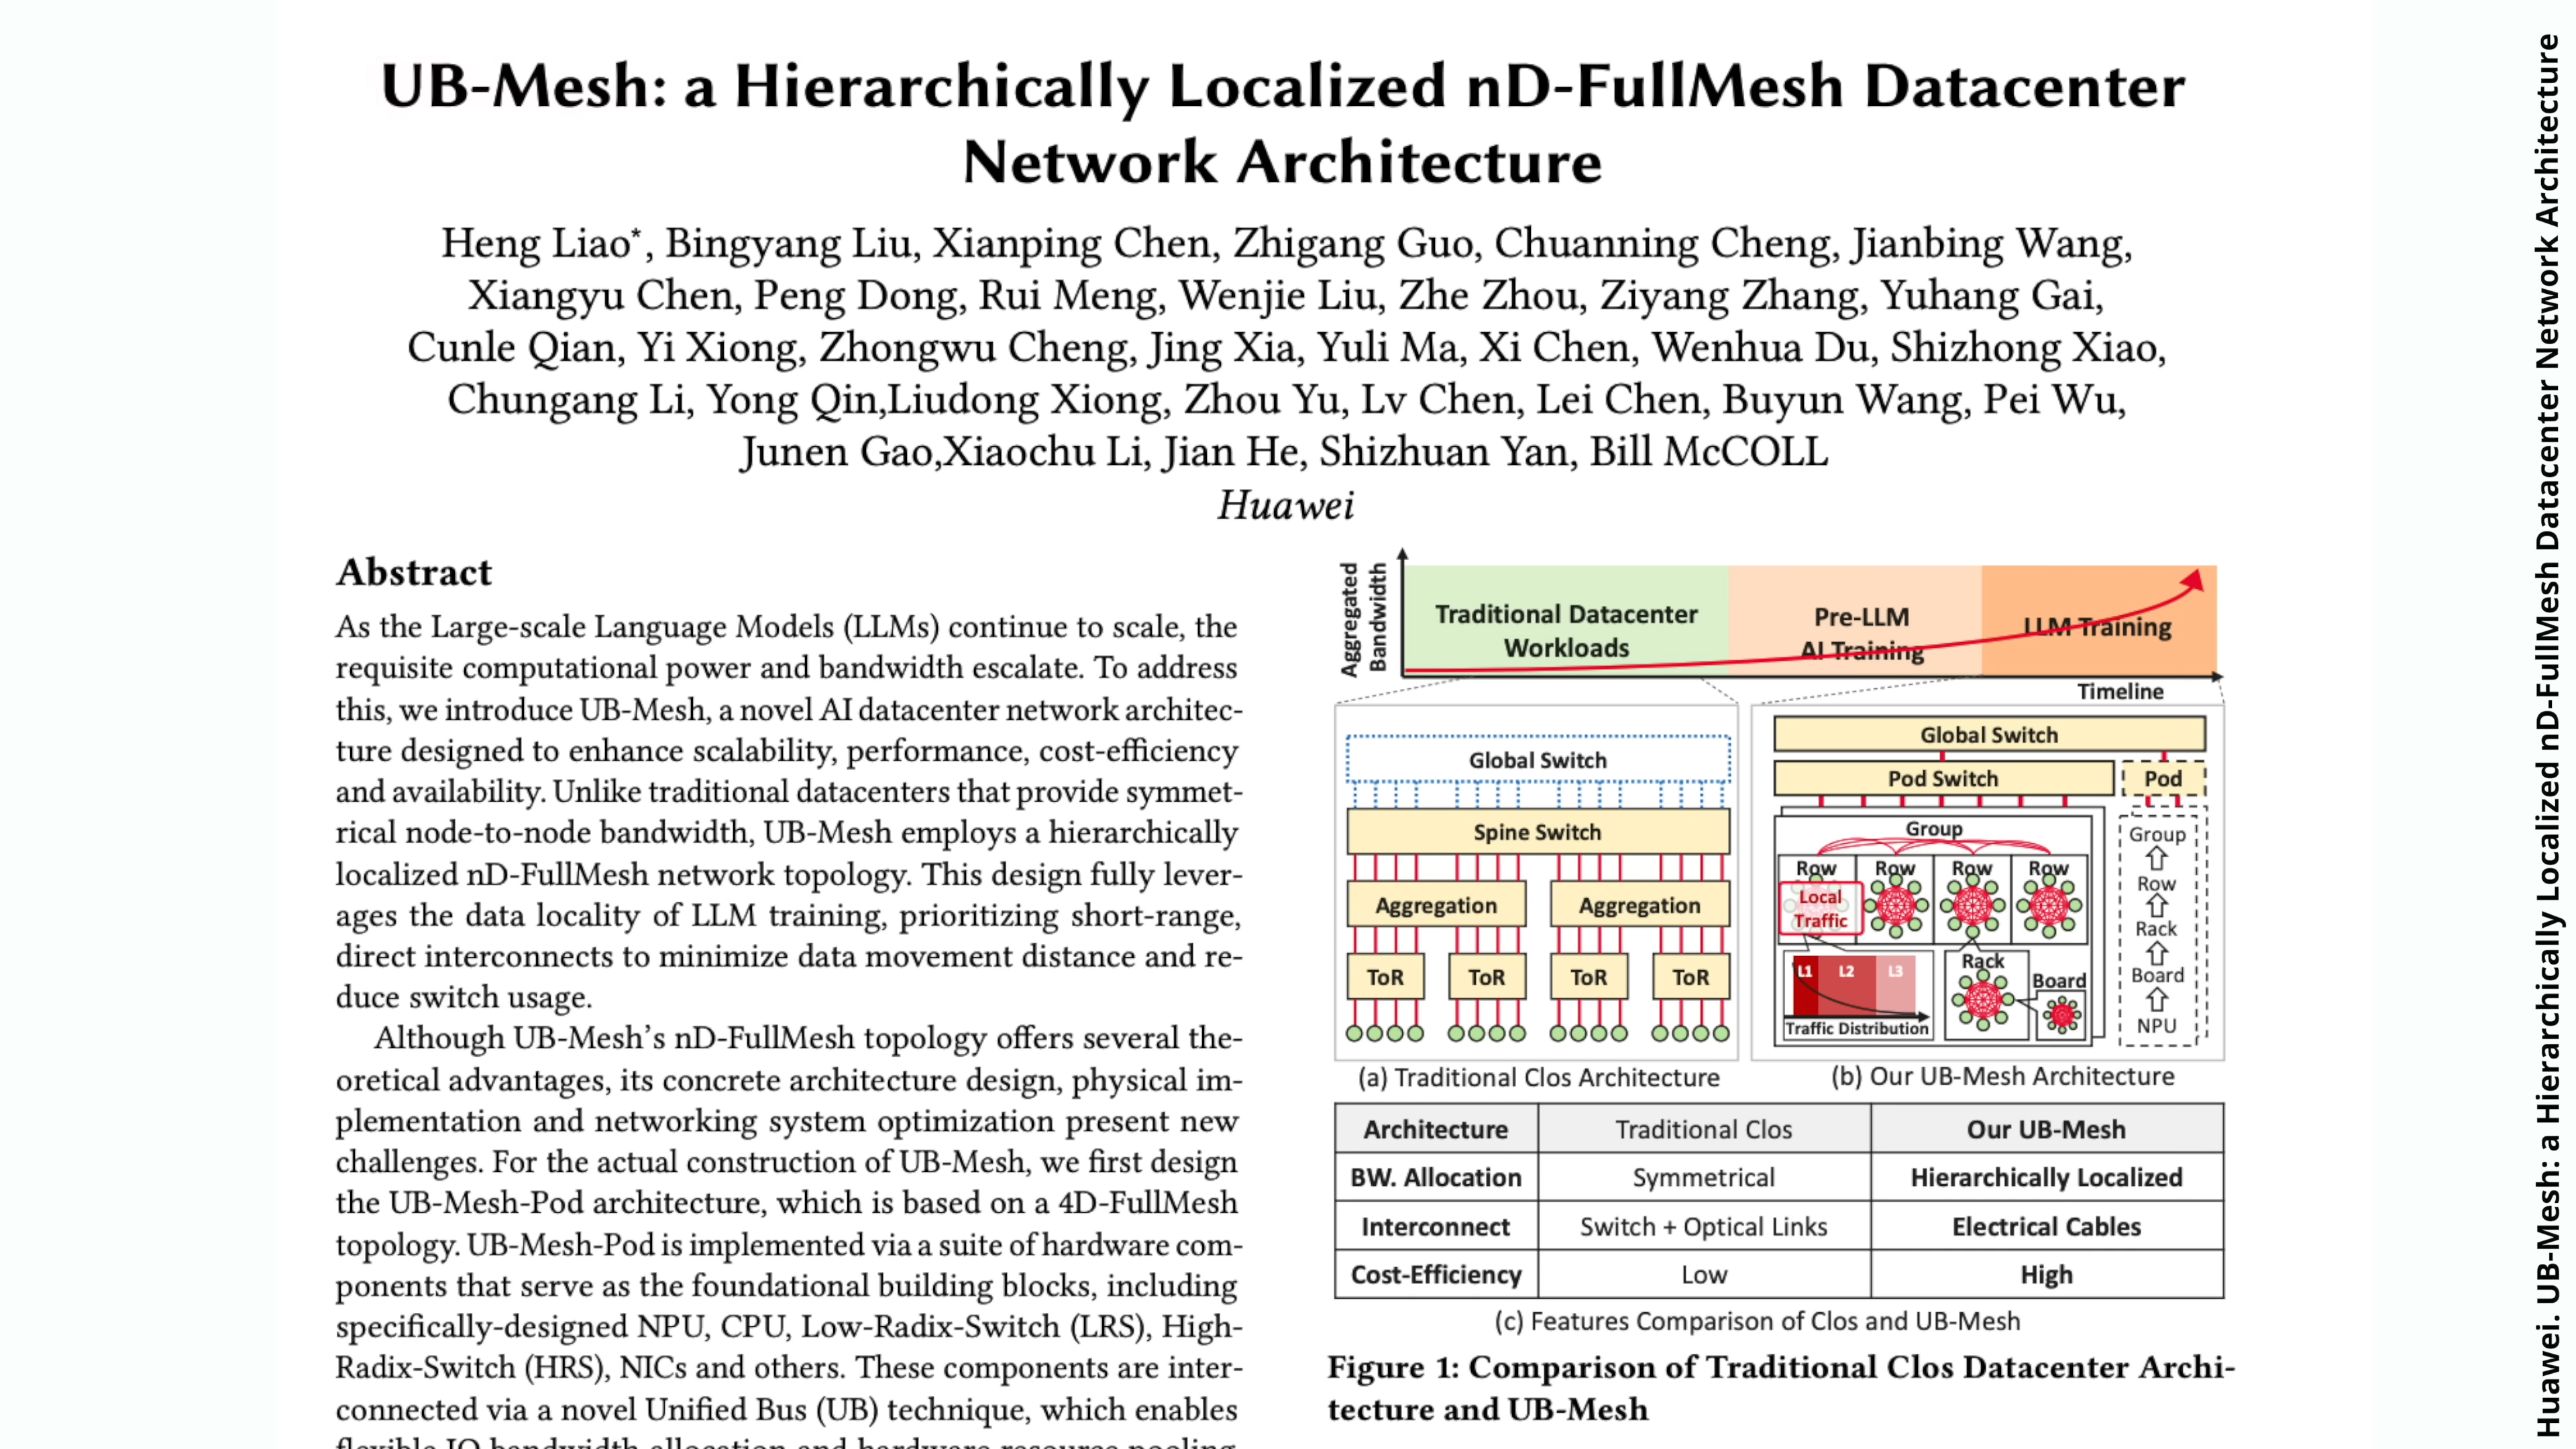 UB-Mesh: a Hierarchically Localized nD-FullMesh Datacenter
Network Architecture
Heng Liao*, Bingyang Liu, Xianping Chen, Zhigang Guo, Chuanning Cheng, Jianbing Wang,
Xiangyu Chen, Peng Dong, Rui Meng, Wenjie Liu, Zhe Zhou, Ziyang Zhang, Yuhang Gai,
Cunle Qian, Yi Xiong, Zhongwu Cheng, Jing Xia, Yuli Ma, Xi Chen, Wenhua Du, Shizhong Xiao,
Chungang Li, Yong Qin,Liudong Xiong, Zhou Yu, Lv Chen, Lei Chen, Buyun Wang, Pei Wu,
Junen Gao,Xiaochu Li, Jian He, Shizhuan Yan, Bill McCOLL
Huawei
Abstract
As the Large-scale Language Models (LLMs) continue to scale, the
requisite computational power and bandwidth escalate. To address
this, we introduce UB-Mesh, a novel AI datacenter network architec-
ture designed to enhance scalability, performance, cost-efficiency
and availability. Unlike traditional datacenters that provide symmet-
rical node-to-node bandwidth, UB-Mesh employs a hierarchically
localized nD-FullMesh network topology. This design fully lever-
ages the data locality of LLM training, prioritizing short-range,
direct interconnects to minimize data movement distance and re-
duce switch usage.
Although UB-Mesh's nD-FullMesh topology offers several the-
oretical advantages, its concrete architecture design, physical im-
plementation and networking system optimization present new
challenges. For the actual construction of UB-Mesh, we first design
the UB-Mesh-Pod architecture, which is based on a 4D-FullMesh
topology. UB-Mesh-Pod is implemented via a suite of hardware com-
ponents that serve as the foundational building blocks, including
specifically-designed NPU, CPU, Low-Radix-Switch (LRS), High-
Radix-Switch (HRS), NICs and others. These components are inter-
connected via a novel Unified Bus (UB) technique, which enables
flexible IO bandwidth allocation and hardware resource pooling.
Aggregated
Bandwidth
Traditional Datacenter
Workloads
Pre-LLM
AI Training
LLM Training
Timeline
Global Switch
Spine Switch
Aggregation
Aggregation
ToR
ToR
ToR
ToR
(a) Traditional Clos Architecture
Global Switch
Pod Switch
Pod
Group
Row
Row
Row
Row
Local
Traffic
L1
L2
L3
Traffic Distribution
Rack
Board
Group
Row
Rack
Board
NPU
(b) Our UB-Mesh Architecture
Architecture Traditional Clos Our UB-Mesh
BW. Allocation Symmetrical Hierarchically Localized
Interconnect Switch + Optical Links Electrical Cables
Cost-Efficiency Low High
(c) Features Comparison of Clos and UB-Mesh
Figure 1: Comparison of Traditional Clos Datacenter Archi-
tecture and UB-Mesh
Huawei. UB-Mesh: a Hierarchically Localized nD-FullMesh Datacenter Network Architecture